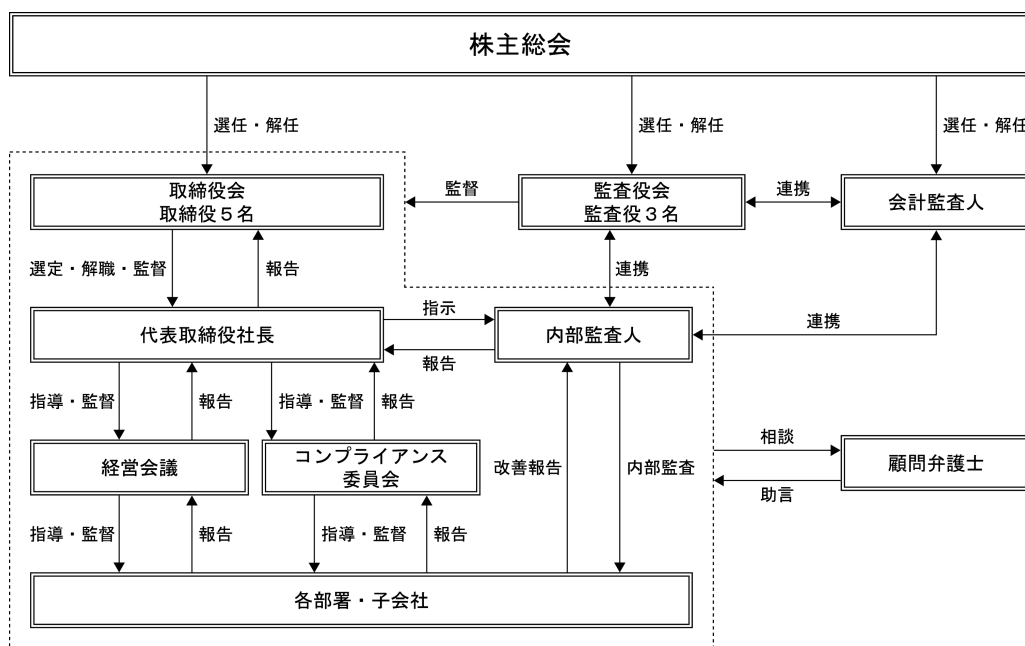 株主総会
選任・解任
選任・解任
選任・解任
取締役会
取締役５名
監督
監査役会
監査役３名
連携
会計監査人
選定・解職・監督
報告
連携
代表取締役社長
指示
報告
内部監査人
連携
指導・監督
報告
指導・監督
報告
経営会議
コンプライアンス
委員会
改善報告
内部監査
相談
助言
顧問弁護士
指導・監督
報告
指導・監督
報告
各部署・子会社